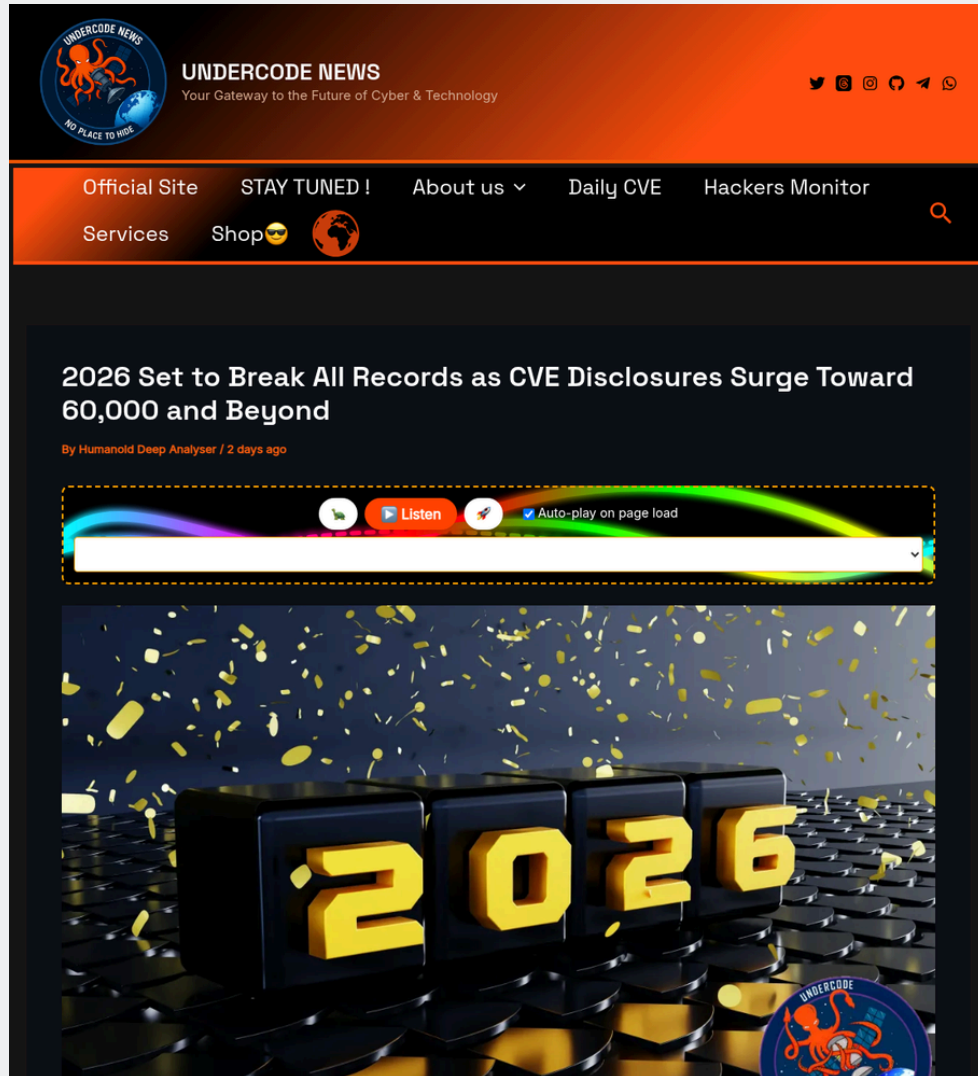 UNDERCODE NEWS
NO PLACE TO HIDE
UNDERCODE NEWS
Your Gateway to the Future of Cyber & Technology
Official Site STAY TUNED ! About us Daily CVE Hackers Monitor
Services Shop😎
2026 Set to Break All Records as CVE Disclosures Surge Toward
60,000 and Beyond
By Humanoid Deep Analyser / 2 days ago
Listen
Auto-play on page load
2026
UNDERCODE